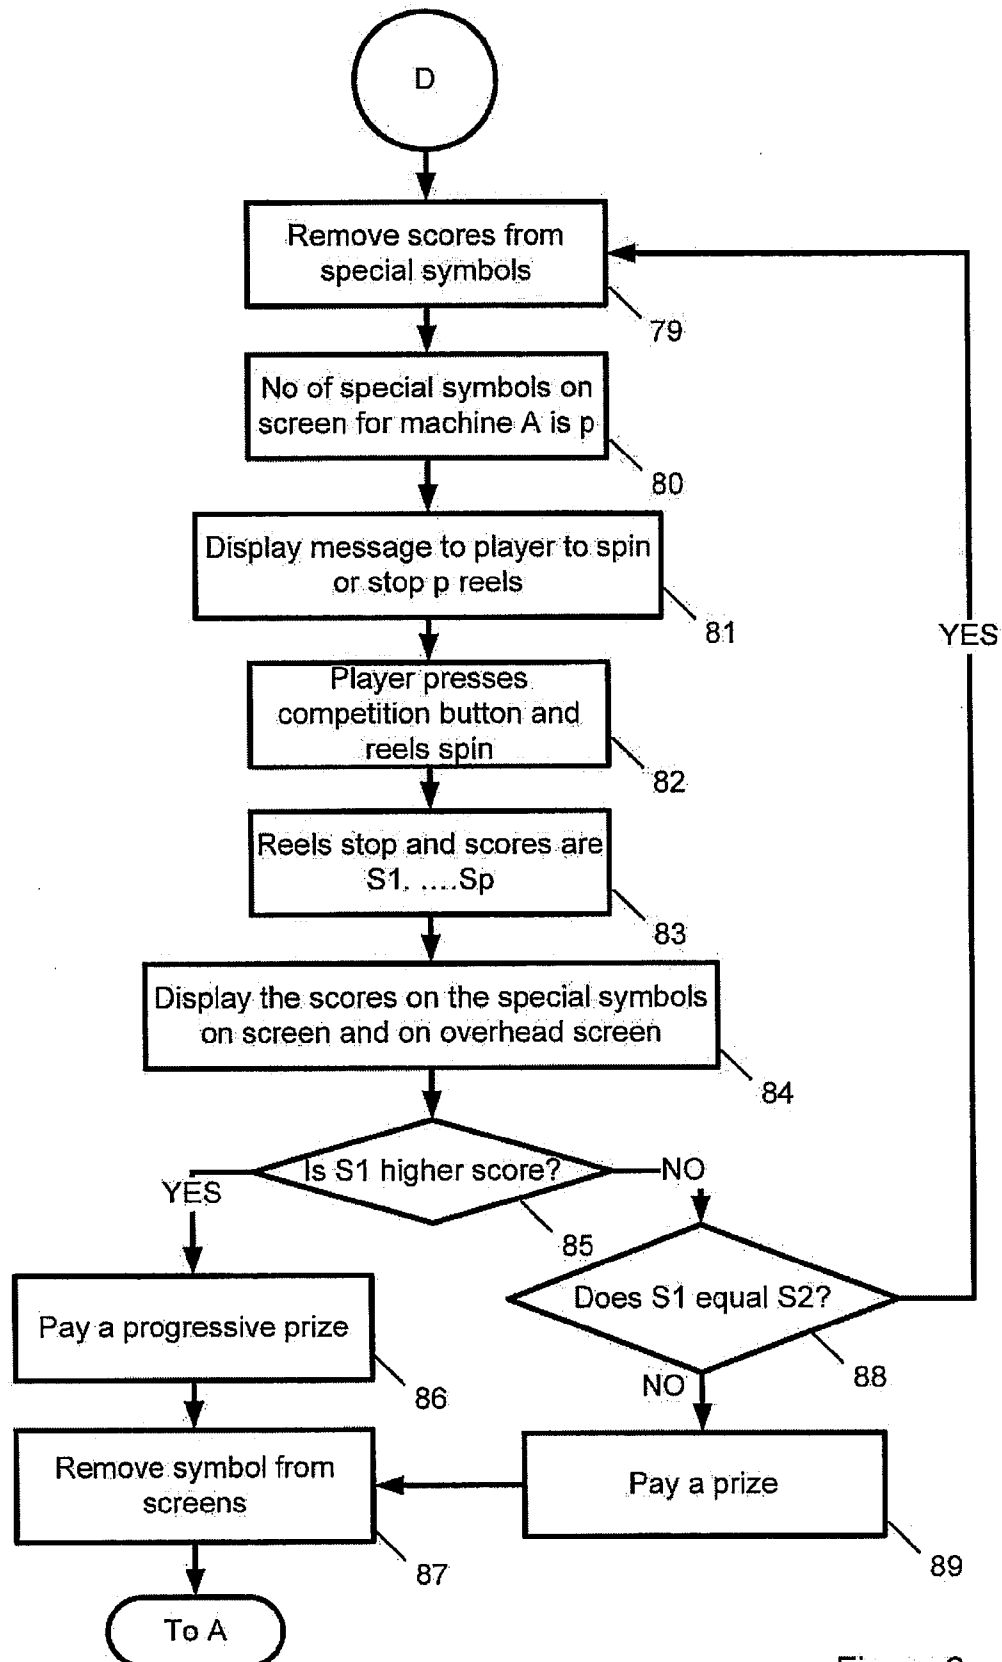 D
Remove scores from
special symbols
79
No of special symbols on
screen for machine A is p
80
Display message to player to spin
or stop p reels
81
YES
Player presses
competition button and
reels spin
82
Reels stop and scores are
S1, ....Sp
83
Display the scores on the special symbols
on screen and on overhead screen
84
Is S1 higher score?
YES
NO
85
Does S1 equal S2?
88
Pay a progressive prize
86
NO
Remove symbol from
screens
87
Pay a prize
89
To A